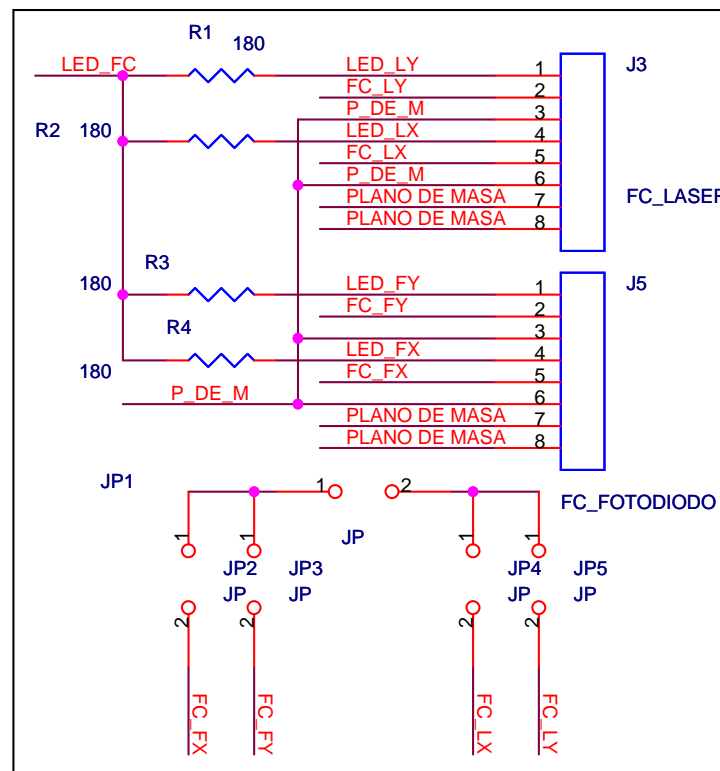 R1
180
LED_FC
LED_LY
1
J3
FC_LY
2
P_DE_M
3
R2
180
LED_LX
4
FC_LX
5
P_DE_M
6
PLANO DE MASA
7
FC_LASER
PLANO DE MASA
8
R3
180
LED_FY
1
J5
FC_FY
2
3
R4
LED_FX
4
180
FC_FX
5
P_DE_M
6
PLANO DE MASA
7
PLANO DE MASA
8
JP1
1
2
FC_FOTODIODO
JP
1
1
1
1
JP2
JP3
JP4
JP5
JP
JP
JP
JP
2
2
2
2
FC_FX
FC_FY
FC_LX
FC_LY